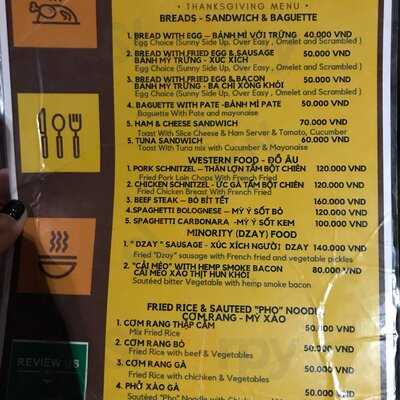 • THANKSGIVING MENU •
BREADS - SANDWICH & BAGUETTE
1. BREAD WITH EGG – BÁNH MÌ VỚI TRỨNG 40.000 VND
Egg Choice (Sunny Side Up, Over Easy , Omelet and Scrambled )
2. BREAD WITH FRIED EGG & SAUSAGE 50.000 VND
BÁNH MỲ TRỨNG - XÚC XÍCH
Egg Choice (Sunny Side Up, Over Easy , Omelet and Scrambled )
3. BREAD WITH FRIED EGG &BACON 50.000 VND
BÁNH MỲ TRỨNG - BA CHỈ XÔNG KHÓI
Egg Choice (Sunny Side Up, Over Easy , Omelet and Scrambled )
4. BAGUETTE WITH PATE -BÁNH MÌ PATE 50.000 VND
Baguette With Pate and mayonaise
5. HAM & CHEESE SANDWICH 70.000 VND
Toast With Slice Cheese & Ham Server & Tomato, Cucumber
6. TUNA SANDWICH 60.000 VND
Toast With Tuna mix with Cucumber & Mayonaise
WESTERN FOOD - ĐỒ ÂU
1. PORK SCHNITZEL – THĂN LỢN TẨM BỘT CHIÊN 120.000 VND
Fried Pork Loin Chops With French Fried
2. CHICKEN SCHNITZEL - ỨC GÀ TẨM BỘT CHIÊN 120.000 VND
Fried Chicken Breast With French Fried
3. BEEF STEAK – BÒ BÍT TẾT 160.000 VND
4. SPAGHETTI BOLOGNESE – MỲ Ý SỐT BÒ 120.000 VND
5. SPAGHETTI CARBONARA -MỲ Ý SỐT KEM 100.000 VND
MINORITY (DZAY) FOOD
1. " DZAY " SAUSAGE - XÚC XÍCH NGƯỜI DZAY 140.000 VND
Fried "Dzay" sausage with French fried and vegetable pickles
2. "CẢI MÈO" WITH HEMP SMOKE BACON 80.000 VND
CẢI MÈO XÀO THỊT HUN KHÓI
Sautéed bitter Vegetable with hemp smoke bacon
FRIED RICE & SAUTEED "PHO" NOODLE
CƠM RANG - MỲ XÀO
1. CƠM RANG THẬP CẨM 50.000 VND
Mix Fried Rice
2. CƠM RANG BÒ 50.000 VND
Fried Rice with beef & Vegetables
3. CƠM RANG GÀ 50.000 VND
Fried Rice with chichken & Vegetables
4. PHỞ XÀO GÀ 50.000 VND
Sautéed "Pho" Noodle with
REVIEW US